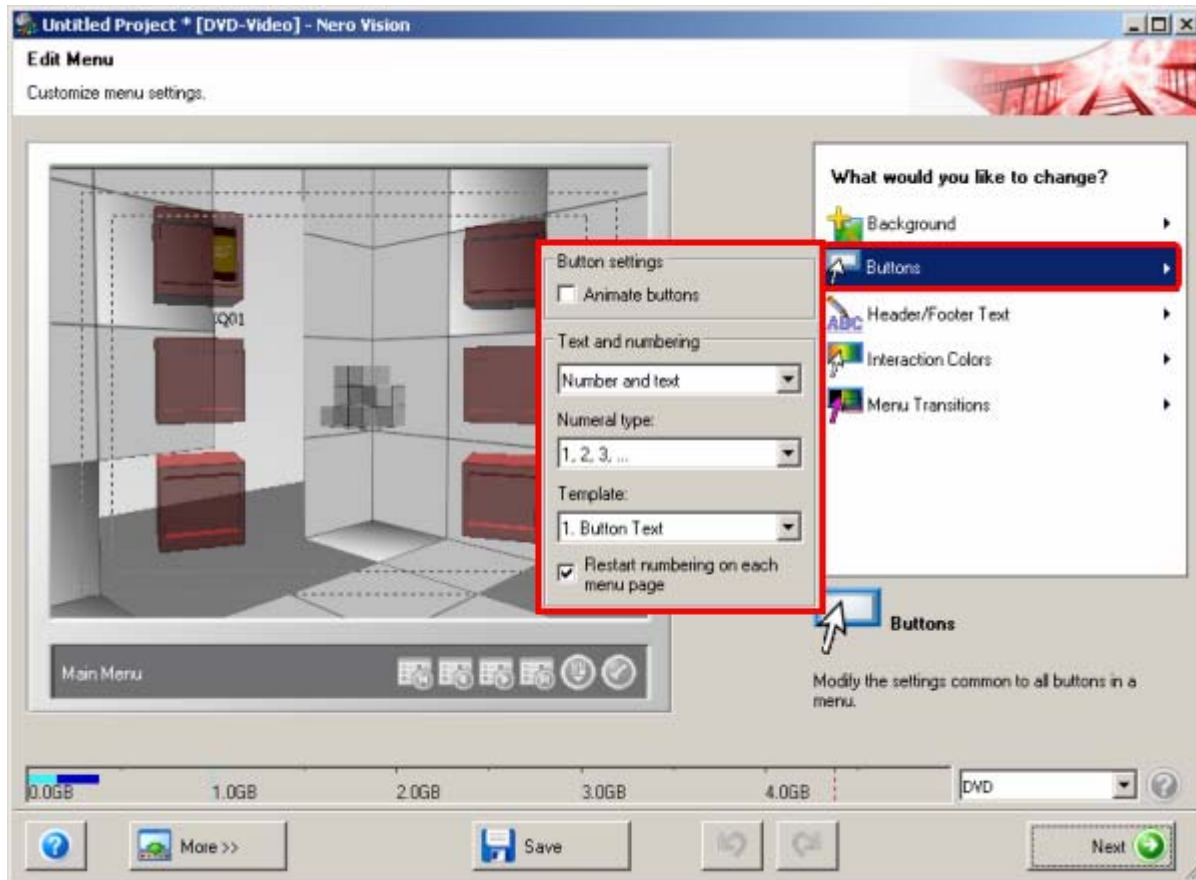 Untitled Project * [DVD-Video] - Nero Vision
Edit Menu
Customize menu settings.
What would you like to change?
Background
Buttons
Header/Footer Text
ABC
Interaction Colors
Menu Transitions
Button settings
Animate buttons
Text and numbering
Number and text
Numeral type:
1, 2, 3, ...
Template:
1. Button Text
Restart numbering on each
menu page
Q01
Main Menu
Buttons
Modify the settings common to all buttons in a
menu.
0.0GB 1.0GB 2.0GB 3.0GB 4.0GB
DVD
More >>
Save
Next